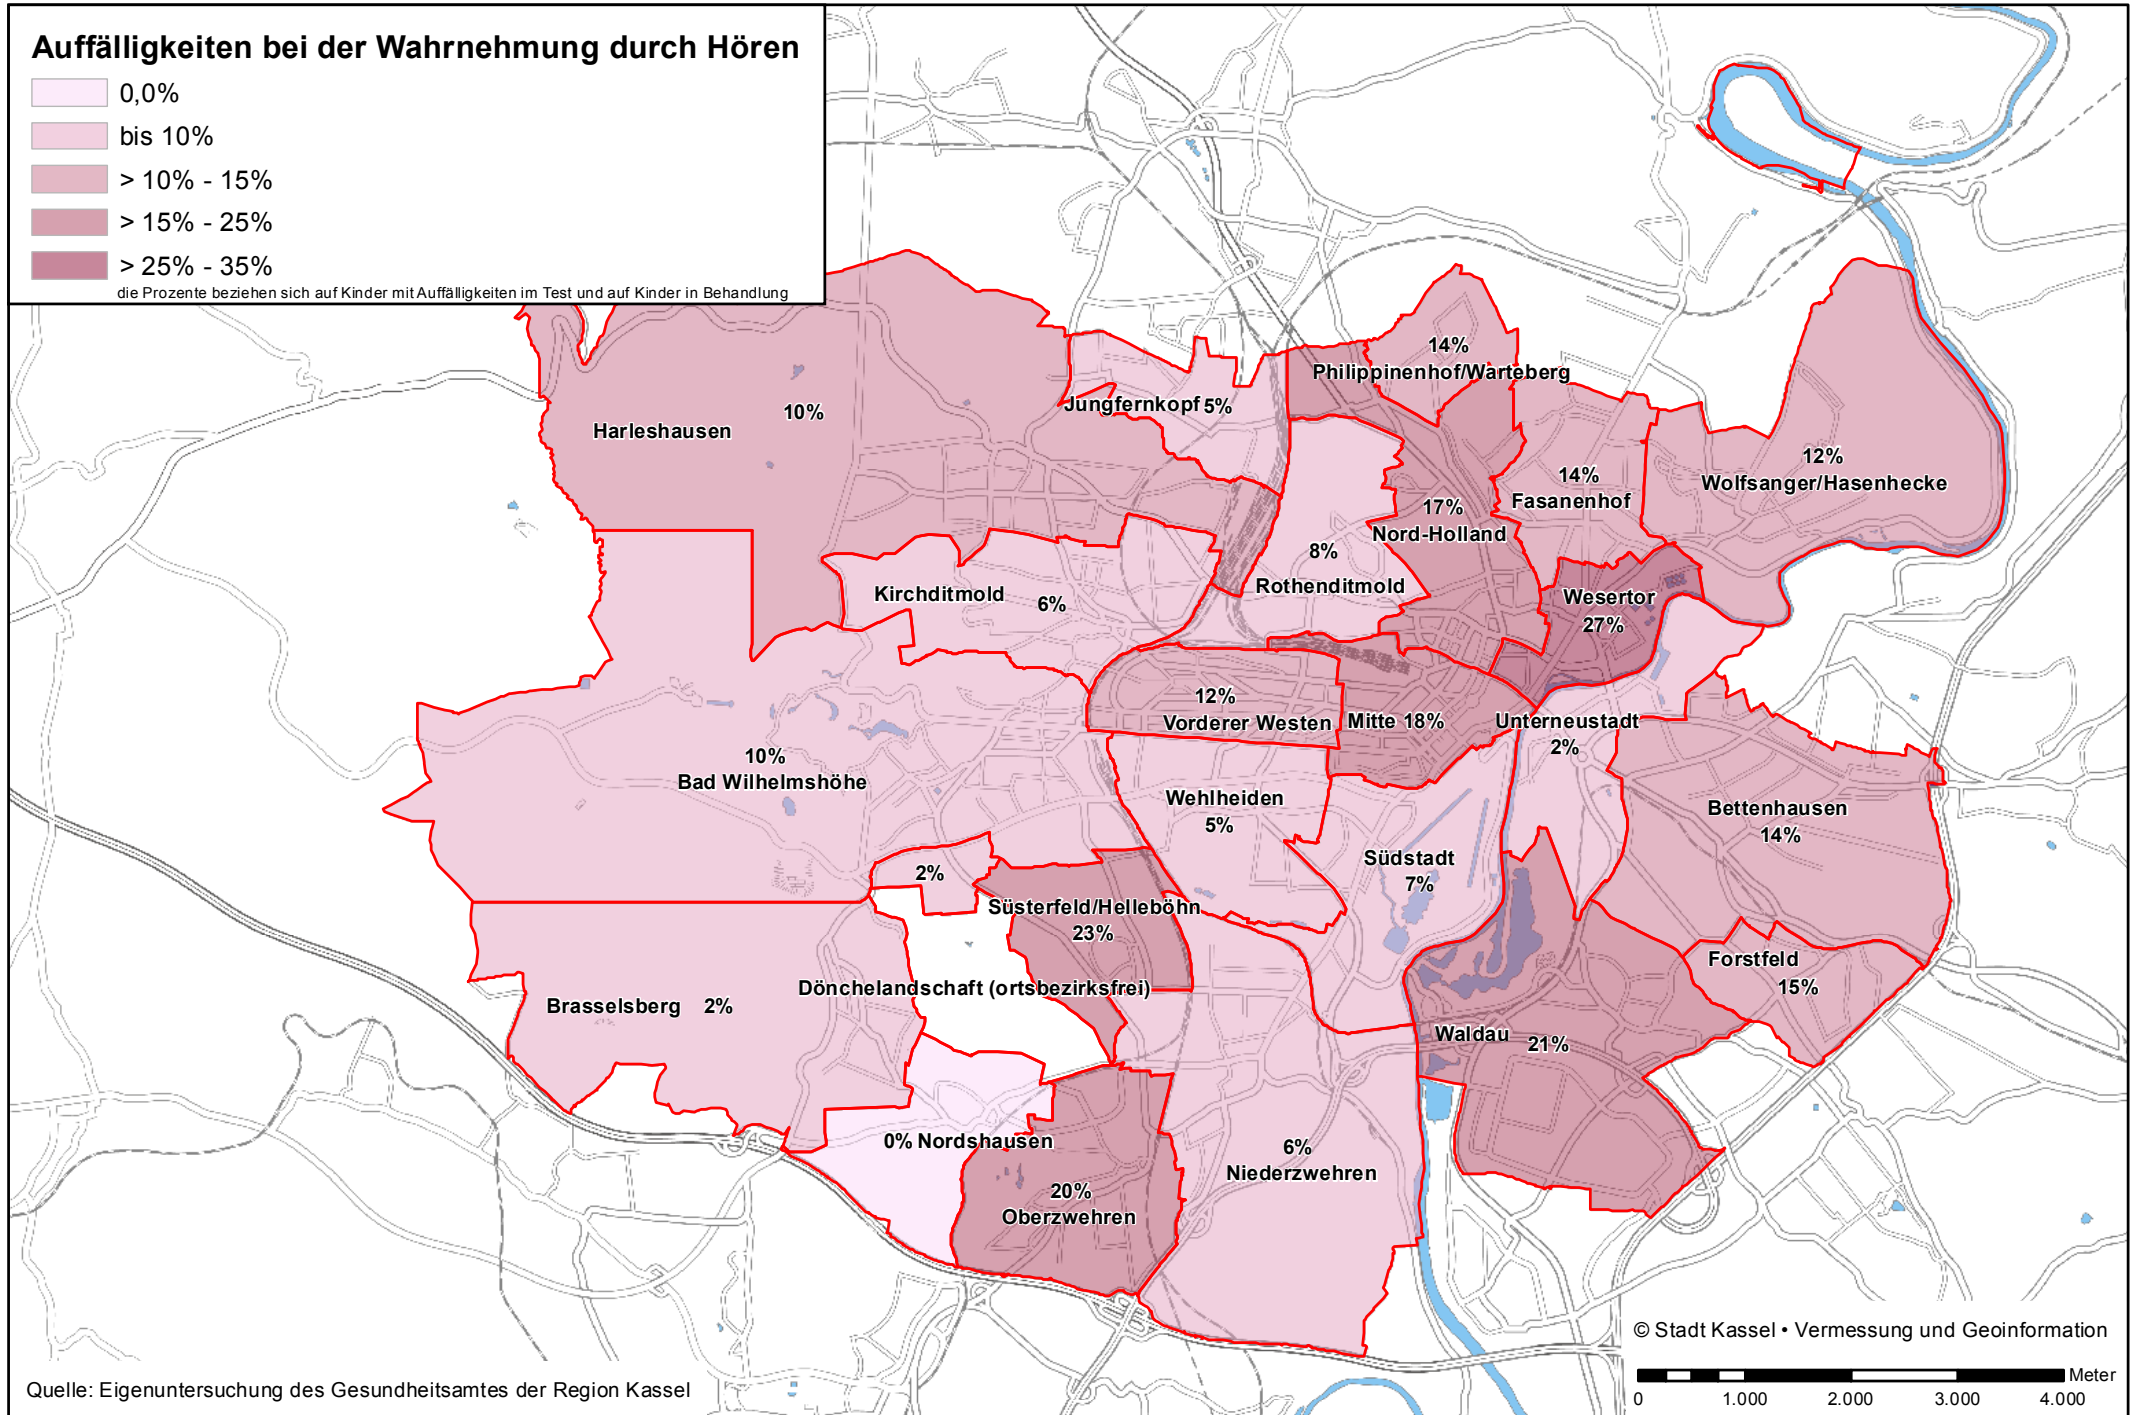 Auffälligkeiten bei der Wahrnehmung durch Hören
0,0%
bis 10%
> 10% - 15%
> 15% - 25%
> 25% - 35%
die Prozente beziehen sich auf Kinder mit Auffälligkeiten im Test und auf Kinder in Behandlung
14%
Philippinenhof/Warteberg
Jungfernkopf 5%
10%
Harleshausen
12%
Wolfsanger/Hasenhecke
14%
Fasanenhof
17%
Nord-Holland
8%
Rothenditmold
Kirchditmold 6%
Wesertor
27%
12%
Vorderer Westen
Mitte 18%
Unterneustadt
2%
10%
Bad Wilhelmshöhe
Wehlheiden
5%
Bettenhausen
14%
Südstadt
7%
2%
Süsterfeld/Helleböhn
23%
Forstfeld
15%
Dönchelandschaft (ortsbezirksfrei)
Brasselsberg 2%
Waldau 21%
0% Nordshausen
6%
Niederzwehren
20%
Oberzwehren
© Stadt Kassel • Vermessung und Geoinformation
Meter
0 1.000 2.000 3.000 4.000
Quelle: Eigenuntersuchung des Gesundheitsamtes der Region Kassel